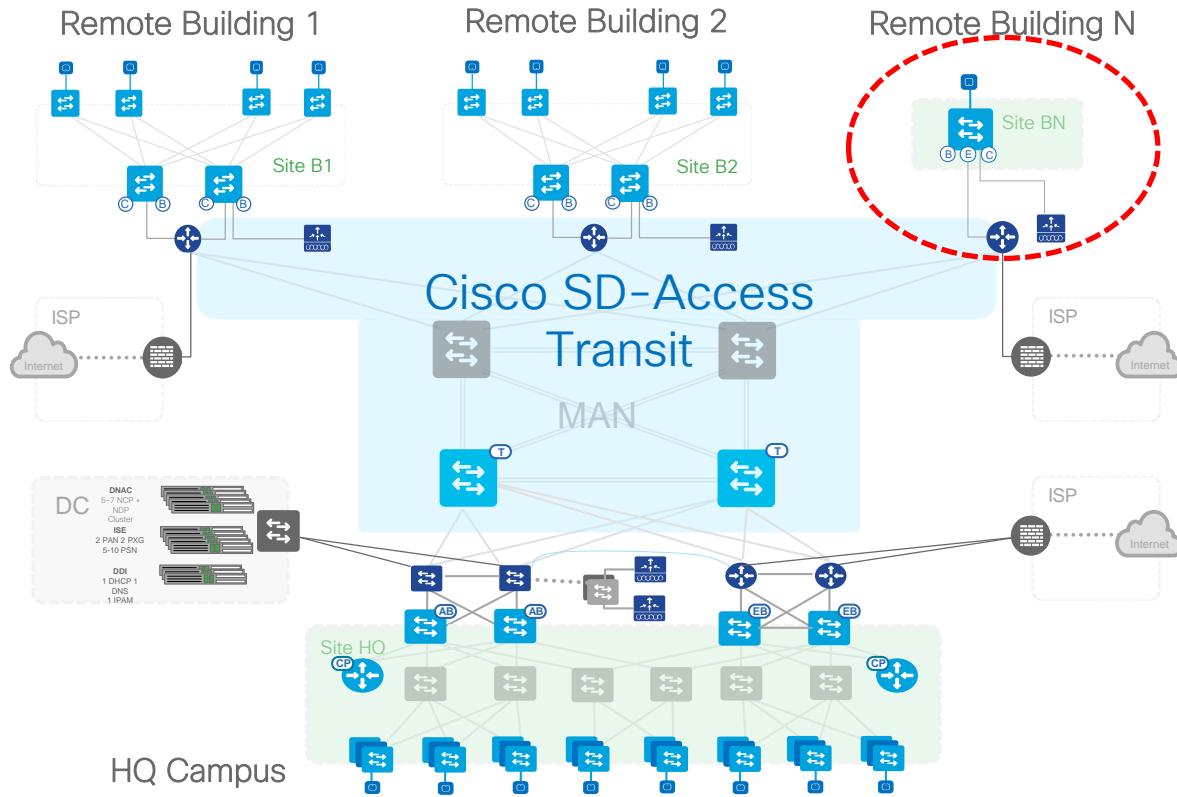 Remote Building 1
Remote Building 2
Remote Building N
Site B1
Site B2
Site BN
B
E
C
C
B
C
B
Cisco SD-Access
Transit
ISP
Internet
ISP
Internet
MAN
T
T
DC
DNAC
5-7 NCP +
NDP
Cluster
ISE
2 PAN 2 PXG
5-10 PSN
DDI
1 DHCP 1
DNS
1 IPAM
ISP
Internet
AB
AB
EB
EB
Site HQ
CP
CP
HQ Campus